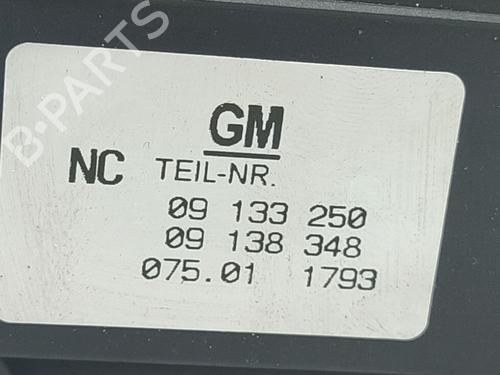 B-PARTS
GM
NC TEIL-NR.
09 133 250
09 138 348
075.01 1793